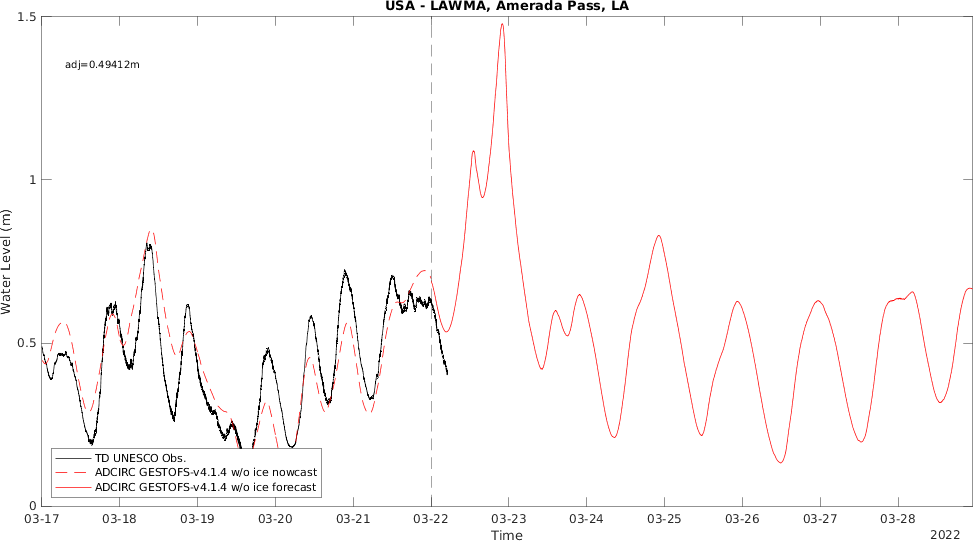 USA - LAWMA, Amerada Pass, LA
1.5
adj=0.49412m
1
Water Level (m)
0.5
TD UNESCO Obs.
ADCIRC GESTOFS-v4.1.4 w/o ice nowcast
ADCIRC GESTOFS-v4.1.4 w/o ice forecast
0
03-17 03-18 03-19 03-20 03-21 03-22 03-23 03-24 03-25 03-26 03-27 03-28
Time
2022